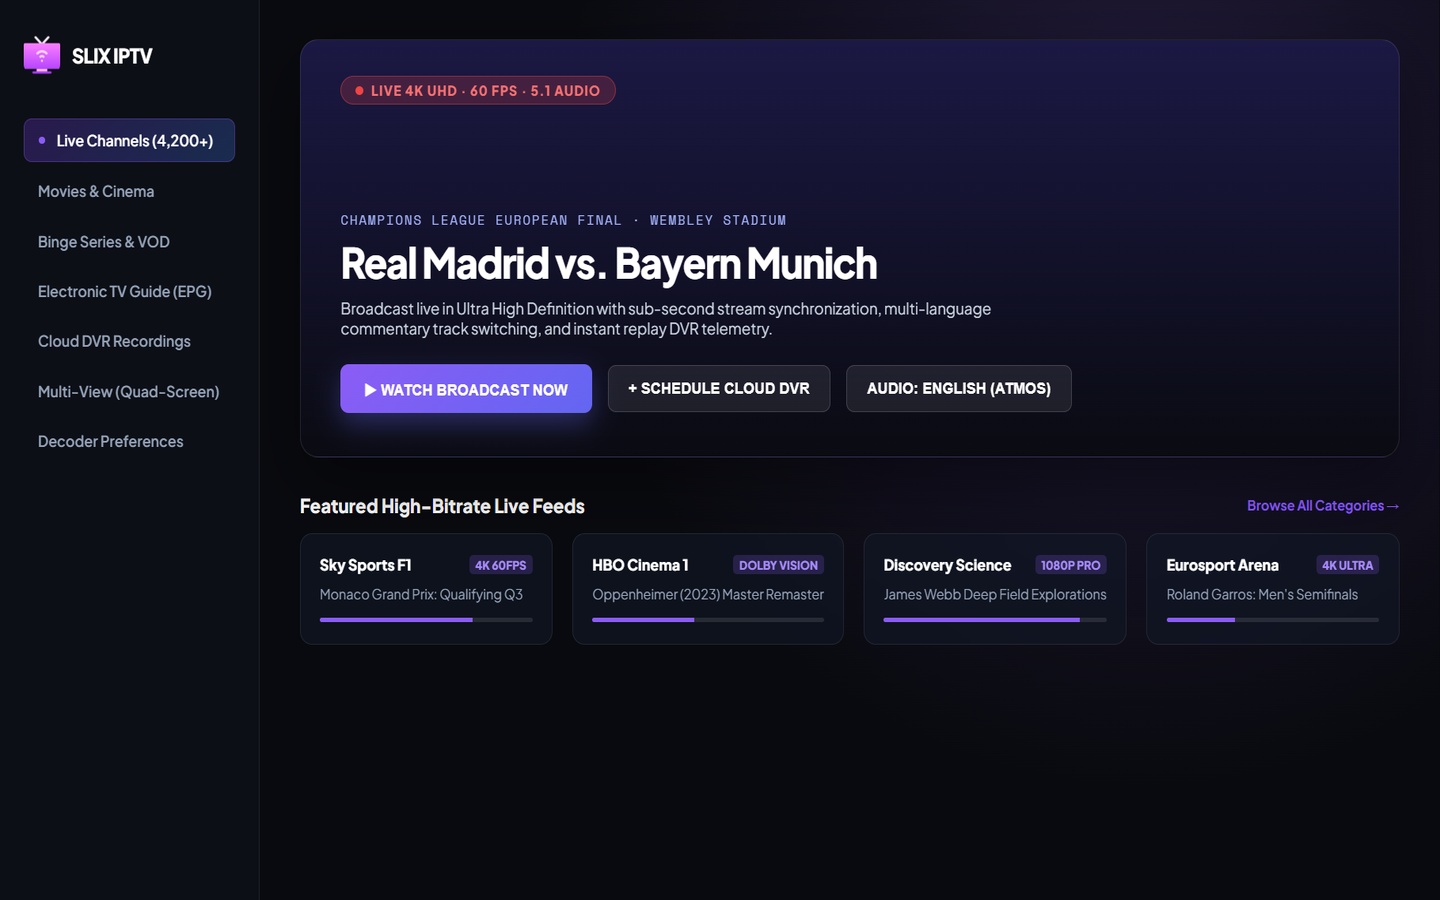 SLIX IPTV
Live Channels (4,200+)
Movies & Cinema
Binge Series & VOD
Electronic TV Guide (EPG)
Cloud DVR Recordings
Multi-View (Quad-Screen)
Decoder Preferences
LIVE 4K UHD · 60 FPS · 5.1 AUDIO
CHAMPIONS LEAGUE EUROPEAN FINAL · WEMBLEY STADIUM
Real Madrid vs. Bayern Munich
Broadcast live in Ultra High Definition with sub-second stream synchronization, multi-language
commentary track switching, and instant replay DVR telemetry.
▶ WATCH BROADCAST NOW
+ SCHEDULE CLOUD DVR
AUDIO: ENGLISH (ATMOS)
Featured High-Bitrate Live Feeds
Browse All Categories →
Sky Sports F1
4K 60FPS
Monaco Grand Prix: Qualifying Q3
HBO Cinema 1
DOLBY VISION
Oppenheimer (2023) Master Remaster
Discovery Science
1080P PRO
James Webb Deep Field Explorations
Eurosport Arena
4K ULTRA
Roland Garros: Men's Semifinals